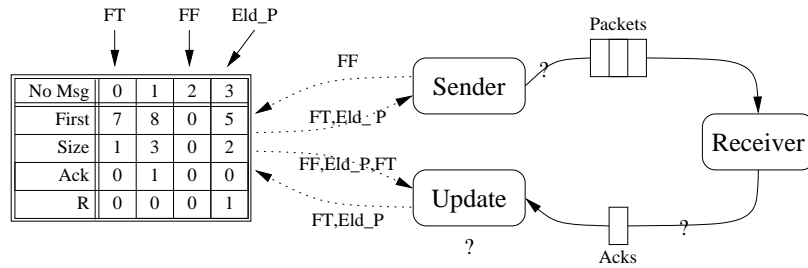 FT FF Eld_P
No Msg 0 1 2 3
First 7 8 0 5
Size 1 3 0 2
Ack 0 1 0 0
R 0 0 0 1
FF
FT,Eld_ P
FF,Eld_P,FT
FT,Eld_P
Sender
?
Packets
Receiver
Update
?
Acks
?